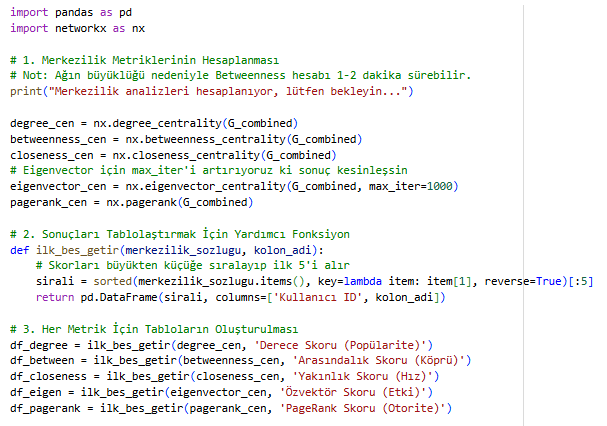 import pandas as pd
import networkx as nx
# 1. Merkezilik Metriklerinin Hesaplanması
# Not: Ağın büyüklüğü nedeniyle Betweenness hesabı 1-2 dakika sürebilir.
print("Merkezilik analizleri hesaplanıyor, lütfen bekleyin...")
degree_cen = nx.degree_centrality(G_combined)
betweenness_cen = nx.betweenness_centrality(G_combined)
closeness_cen = nx.closeness_centrality(G_combined)
# Eigenvector için max_iter'i artırıyoruz ki sonuç kesinleşsin
eigenvector_cen = nx.eigenvector_centrality(G_combined, max_iter=1000)
pagerank_cen = nx.pagerank(G_combined)
# 2. Sonuçları Tablolaştırmak İçin Yardımcı Fonksiyon
def ilk_bes_getir(merkezilik_sozlugu, kolon_adi):
    # Skorları büyükten küçüğe sıralayıp ilk 5'i alır
    sirali = sorted(merkezilik_sozlugu.items(), key=lambda item: item[1], reverse=True)[:5]
    return pd.DataFrame(sirali, columns=['Kullanıcı ID', kolon_adi])
# 3. Her Metrik İçin Tabloların Oluşturulması
df_degree = ilk_bes_getir(degree_cen, 'Derece Skoru (Popülarite)')
df_between = ilk_bes_getir(betweenness_cen, 'Arasındalık Skoru (Köprü)')
df_closeness = ilk_bes_getir(closeness_cen, 'Yakınlık Skoru (Hız)')
df_eigen = ilk_bes_getir(eigenvector_cen, 'Özvektör Skoru (Etki)')
df_pagerank = ilk_bes_getir(pagerank_cen, 'PageRank Skoru (Otorite)')